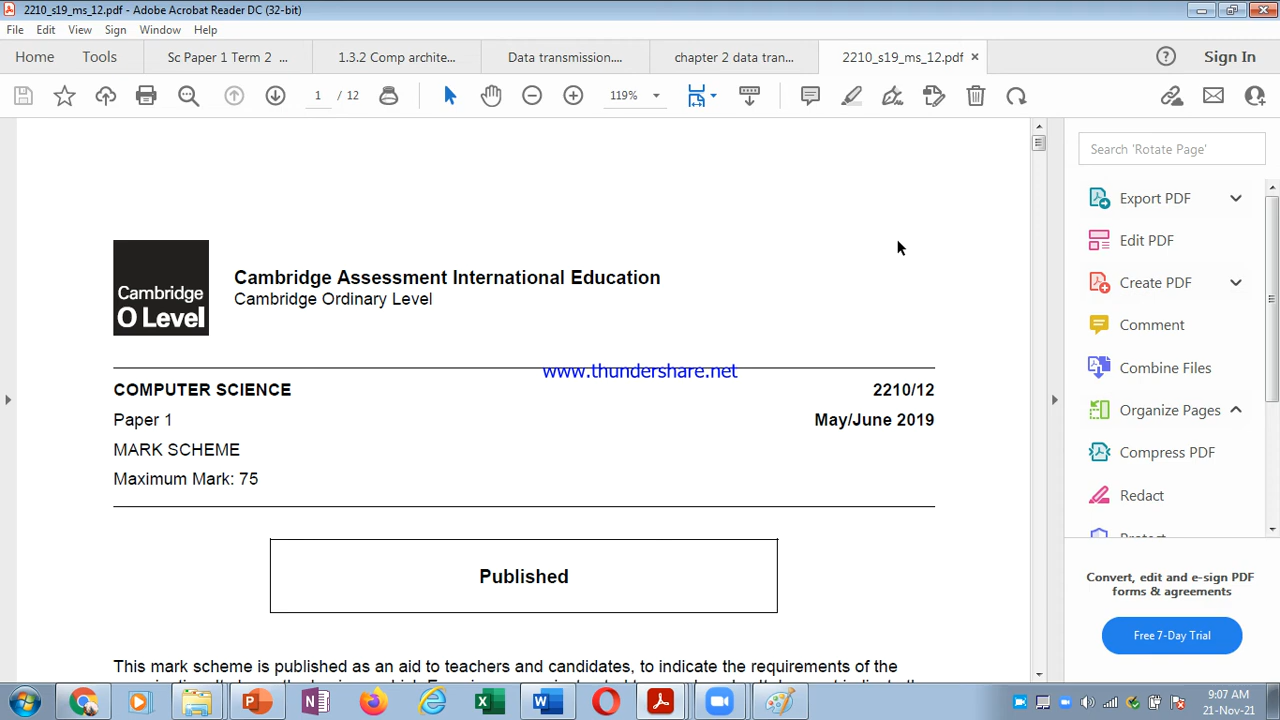 2210_s19_ms_12.pdf - Adobe Acrobat Reader DC (32-bit)
File Edit View Sign Window Help
Home Tools Sc Paper 1 Term 2 ... 1.3.2 Comp archite... Data transmission.... chapter 2 data tran... 2210_s19_ms_12.pdf × Sign In
1 / 12 119%
Search 'Rotate Page'
Export PDF
Edit PDF
Create PDF
Comment
Combine Files
Organize Pages
Compress PDF
Redact
Protect
Convert, edit and e-sign PDF
forms & agreements
Free 7-Day Trial
Cambridge
O Level
Cambridge Assessment International Education
Cambridge Ordinary Level
www.thundershare.net
COMPUTER SCIENCE 2210/12
Paper 1 May/June 2019
MARK SCHEME
Maximum Mark: 75
Published
This mark scheme is published as an aid to teachers and candidates, to indicate the requirements of the
9:07 AM
21-Nov-21